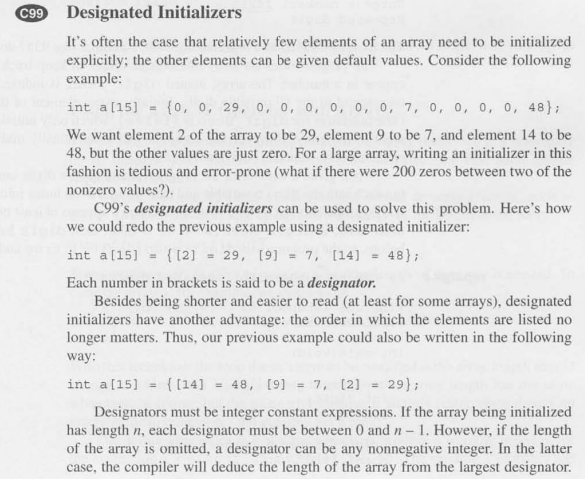 C99 Designated Initializers
It's often the case that relatively few elements of an array need to be initialized
explicitly; the other elements can be given default values. Consider the following
example:
int a[15] = {0, 0, 29, 0, 0, 0, 0, 0, 0, 7, 0, 0, 0, 0, 48};
We want element 2 of the array to be 29, element 9 to be 7, and element 14 to be
48, but the other values are just zero. For a large array, writing an initializer in this
fashion is tedious and error-prone (what if there were 200 zeros between two of the
nonzero values?).
C99's designated initializers can be used to solve this problem. Here's how
we could redo the previous example using a designated initializer:
int a[15] = {[2] = 29, [9] = 7, [14] = 48};
Each number in brackets is said to be a designator.
Besides being shorter and easier to read (at least for some arrays), designated
initializers have another advantage: the order in which the elements are listed no
longer matters. Thus, our previous example could also be written in the following
way:
int a[15] = {[14] = 48, [9] = 7, [2] = 29};
Designators must be integer constant expressions. If the array being initialized
has length n, each designator must be between 0 and n – 1. However, if the length
of the array is omitted, a designator can be any nonnegative integer. In the latter
case, the compiler will deduce the length of the array from the largest designator.